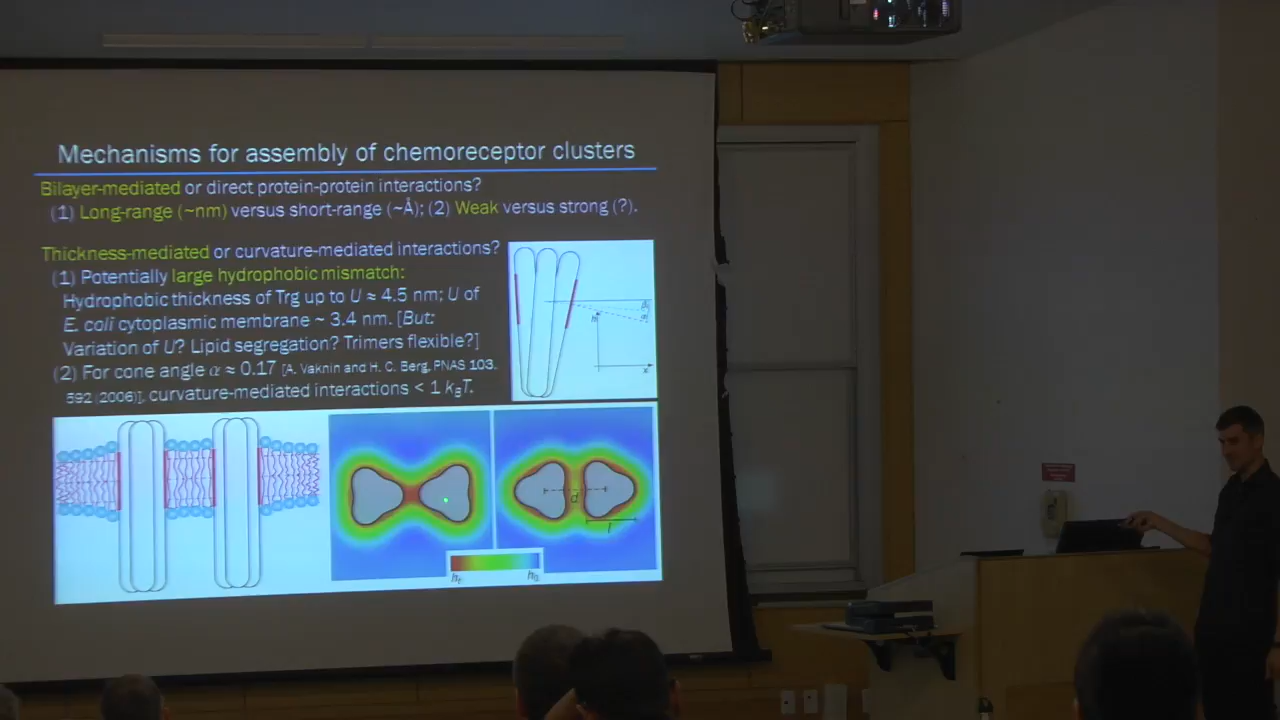 Mechanisms for assembly of chemoreceptor clusters
Bilayer-mediated or direct protein-protein interactions?
(1) Long-range (~nm) versus short-range (~Å); (2) Weak versus strong (?).
Thickness-mediated or curvature-mediated interactions?
(1) Potentially large hydrophobic mismatch:
Hydrophobic thickness of Trg up to U ≈ 4.5 nm; U of
E. coli cytoplasmic membrane ~ 3.4 nm. [But:
Variation of U? Lipid segregation? Trimers flexible?]
(2) For cone angle α ≈ 0.17 [A. Vaknin and H. C. Berg, PNAS 103,
592 (2006)], curvature-mediated interactions < 1 kBT.
x
d
l